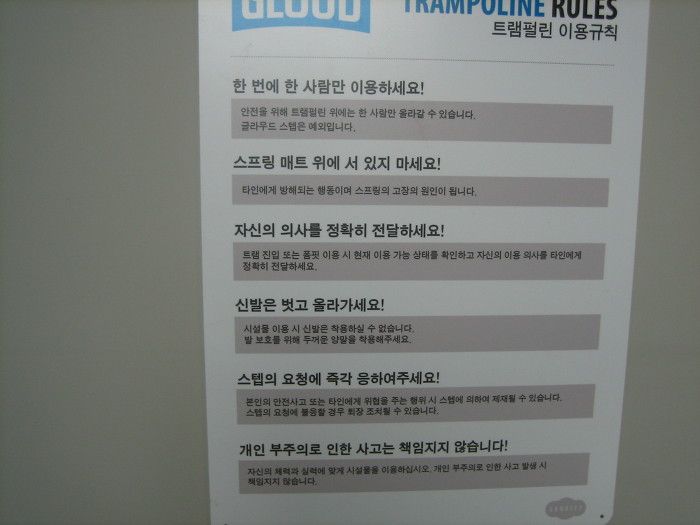 GLOUD
TRAMPOLINE RULES
트램펄린 이용규칙
한 번에 한 사람만 이용하세요!
안전을 위해 트램펄린 위에는 한 사람만 올라갈 수 있습니다.
글라우드 스텝은 예외입니다.
스프링 매트 위에 서 있지 마세요!
타인에게 방해되는 행동이며 스프링의 고장의 원인이 됩니다.
자신의 의사를 정확히 전달하세요!
트램 진입 또는 폼핏 이용 시 현재 이용 가능 상태를 확인하고 자신의 이용 의사를 타인에게
정확히 전달하세요.
신발은 벗고 올라가세요!
시설물 이용 시 신발은 착용하실 수 없습니다.
발 보호를 위해 두꺼운 양말을 착용해주세요.
스텝의 요청에 즉각 응하여주세요!
본인의 안전사고 또는 타인에게 위협을 주는 행위 시 스텝에 의하여 제재될 수 있습니다.
스텝의 요청에 불응할 경우 퇴장 조치될 수 있습니다.
개인 부주의로 인한 사고는 책임지지 않습니다!
자신의 체력과 실력에 맞게 시설물을 이용하십시오. 개인 부주의로 인한 사고 발생 시
책임지지 않습니다.